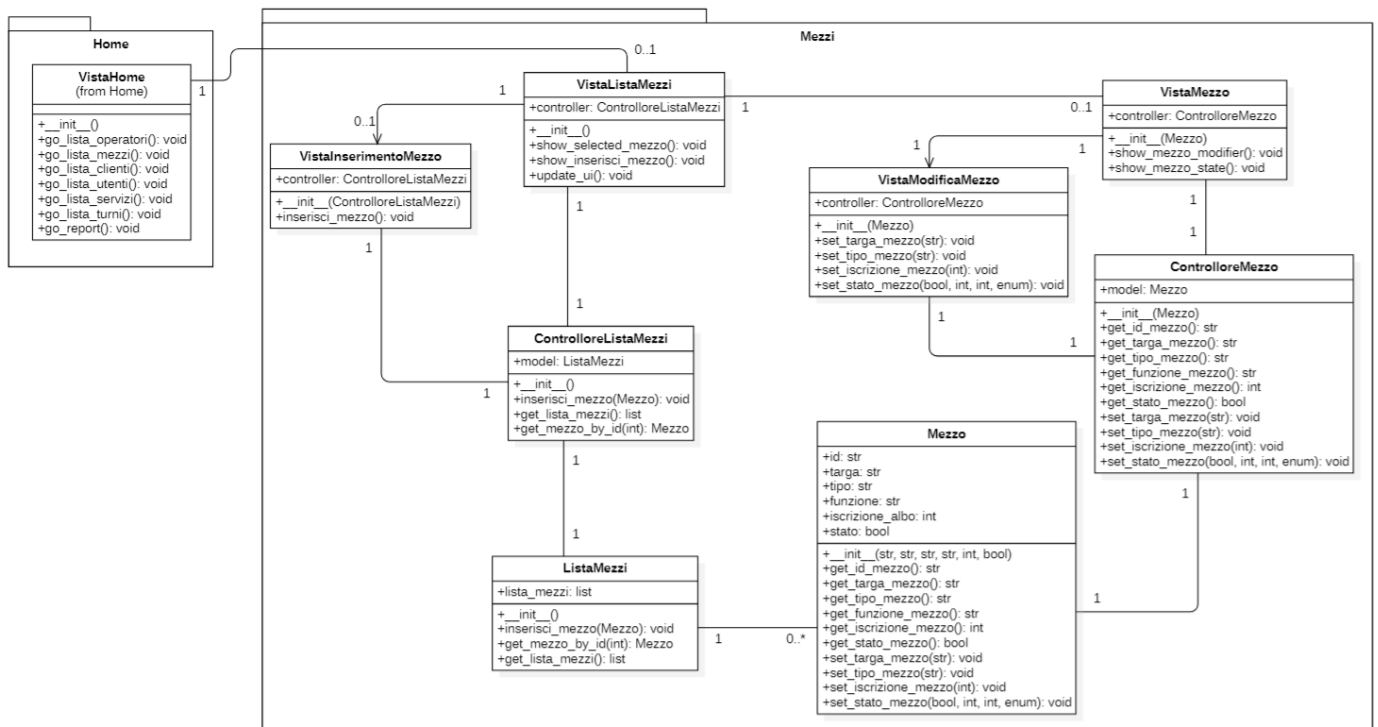 Home
VistaHome
(from Home)
+__init__()
+go_lista_operatori(): void
+go_lista_mezzi(): void
+go_lista_clienti(): void
+go_lista_utenti(): void
+go_lista_servizi(): void
+go_lista_turni(): void
+go_report(): void
1
Mezzi
0..1
VistaListaMezzi
+controller: ControlloreListaMezzi
+__init__()
+show_selected_mezzo(): void
+show_inserisci_mezzo(): void
+update_ui(): void
1
0..1
1
0..1
VistaInserimentoMezzo
+controller: ControlloreListaMezzi
+__init__(ControlloreListaMezzi)
+inserisci_mezzo(): void
VistaMezzo
+controller: ControlloreMezzo
+__init__(Mezzo)
+show_mezzo_modifier(): void
+show_mezzo_state(): void
1
1
VistaModificaMezzo
+controller: ControlloreMezzo
+__init__(Mezzo)
+set_targa_mezzo(str): void
+set_tipo_mezzo(str): void
+set_iscrizione_mezzo(int): void
+set_stato_mezzo(bool, int, int, enum): void
1
1
1
1
ControlloreMezzo
+model: Mezzo
+__init__(Mezzo)
+get_id_mezzo(): str
+get_targa_mezzo(): str
+get_tipo_mezzo(): str
+get_funzione_mezzo(): str
+get_iscrizione_mezzo(): int
+get_stato_mezzo(): bool
+set_targa_mezzo(str): void
+set_tipo_mezzo(str): void
+set_iscrizione_mezzo(int): void
+set_stato_mezzo(bool, int, int, enum): void
1
1
1
1
ControlloreListaMezzi
+model: ListaMezzi
+__init__()
+inserisci_mezzo(Mezzo): void
+get_lista_mezzi(): list
+get_mezzo_by_id(int): Mezzo
1
1
ListaMezzi
+lista_mezzi: list
+__init__()
+inserisci_mezzo(Mezzo): void
+get_mezzo_by_id(int): Mezzo
+get_lista_mezzi(): list
1
0..*
Mezzo
+id: str
+targa: str
+tipo: str
+funzione: str
+iscrizione_albo: int
+stato: bool
+__init__(str, str, str, str, int, bool)
+get_id_mezzo(): str
+get_targa_mezzo(): str
+get_tipo_mezzo(): str
+get_funzione_mezzo(): str
+get_iscrizione_mezzo(): int
+get_stato_mezzo(): bool
+set_targa_mezzo(str): void
+set_tipo_mezzo(str): void
+set_iscrizione_mezzo(int): void
+set_stato_mezzo(bool, int, int, enum): void
1
1